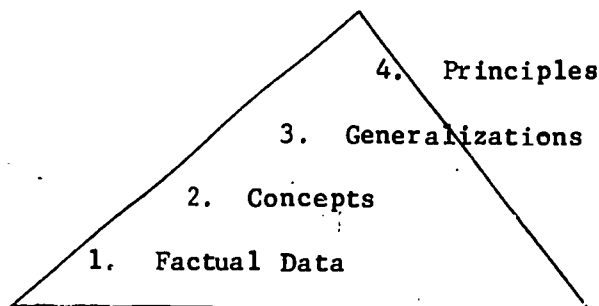 4. Principles
3. Generalizations
2. Concepts
1. Factual Data